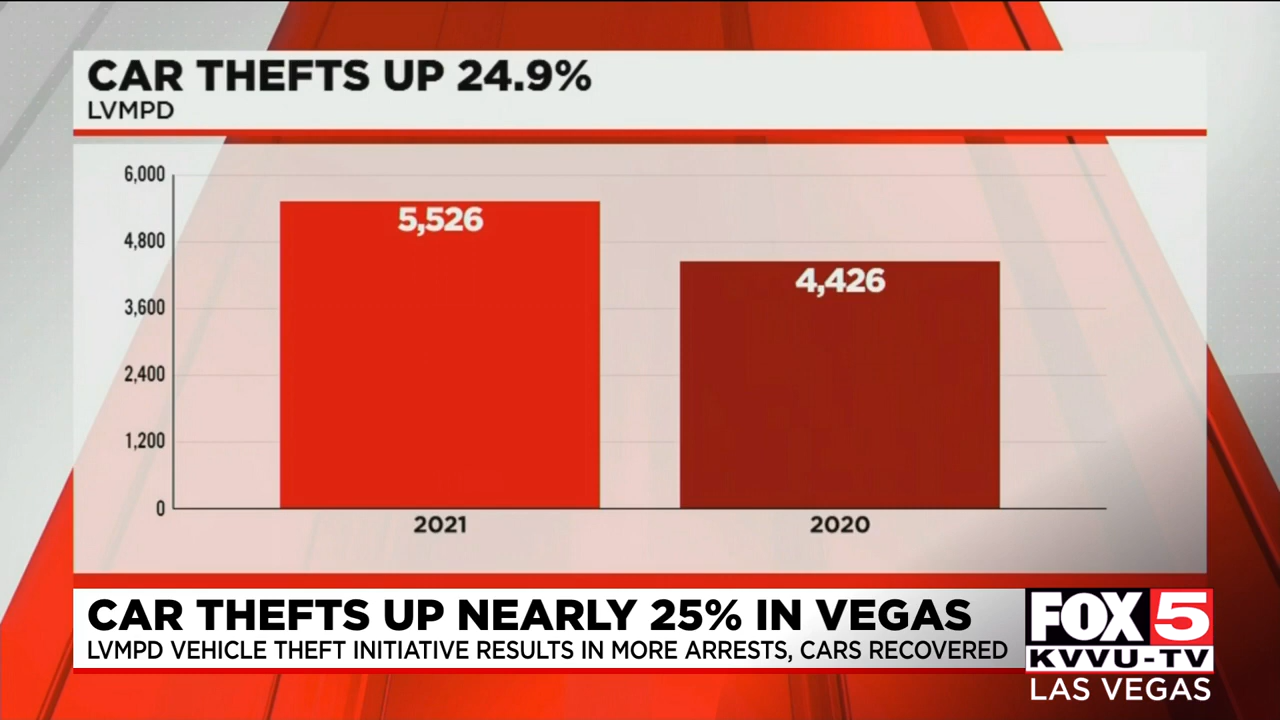 CAR THEFTS UP 24.9%
LVMPD
6,000
4,800
3,600
2,400
1,200
0
5,526
4,426
2021
2020
CAR THEFTS UP NEARLY 25% IN VEGAS
LVMPD VEHICLE THEFT INITIATIVE RESULTS IN MORE ARRESTS, CARS RECOVERED
FOX 5
KVVU-TV
LAS VEGAS